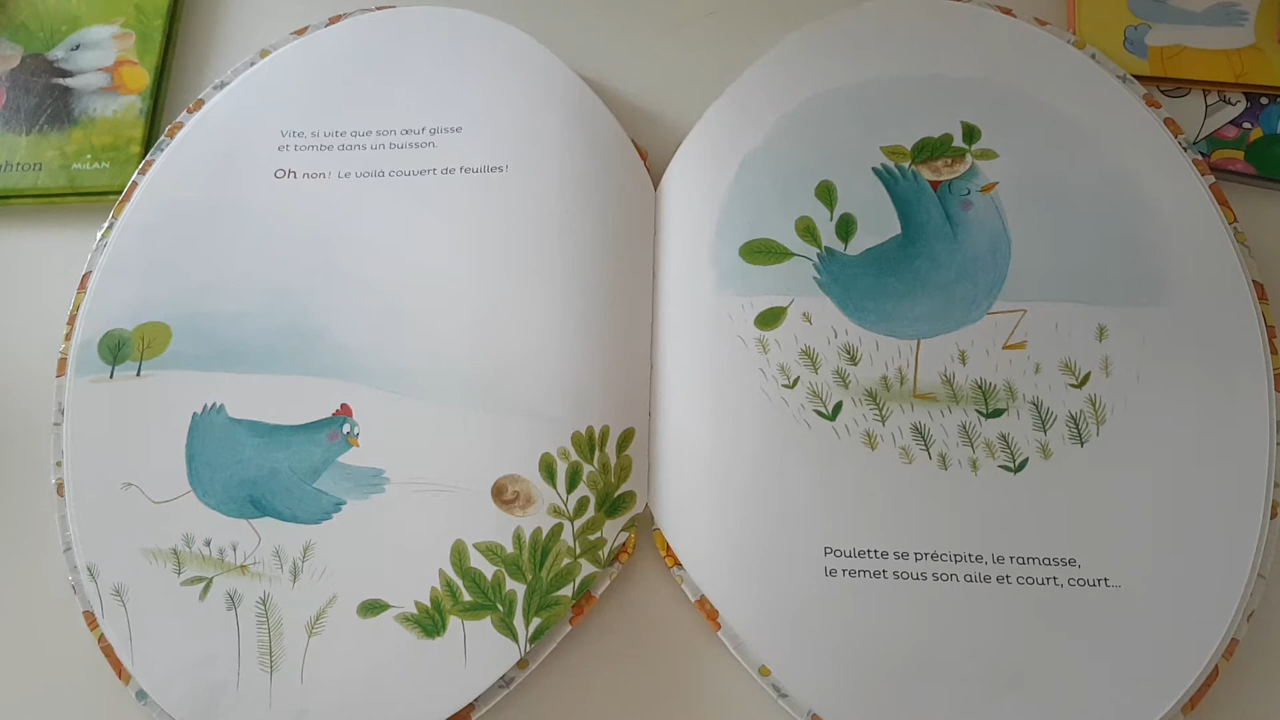 ghton
MiLAN
Vite, si vite que son œuf glisse
et tombe dans un buisson.
Oh non! Le voilà couvert de feuilles!
Poulette se précipite, le ramasse,
le remet sous son aile et court, court...